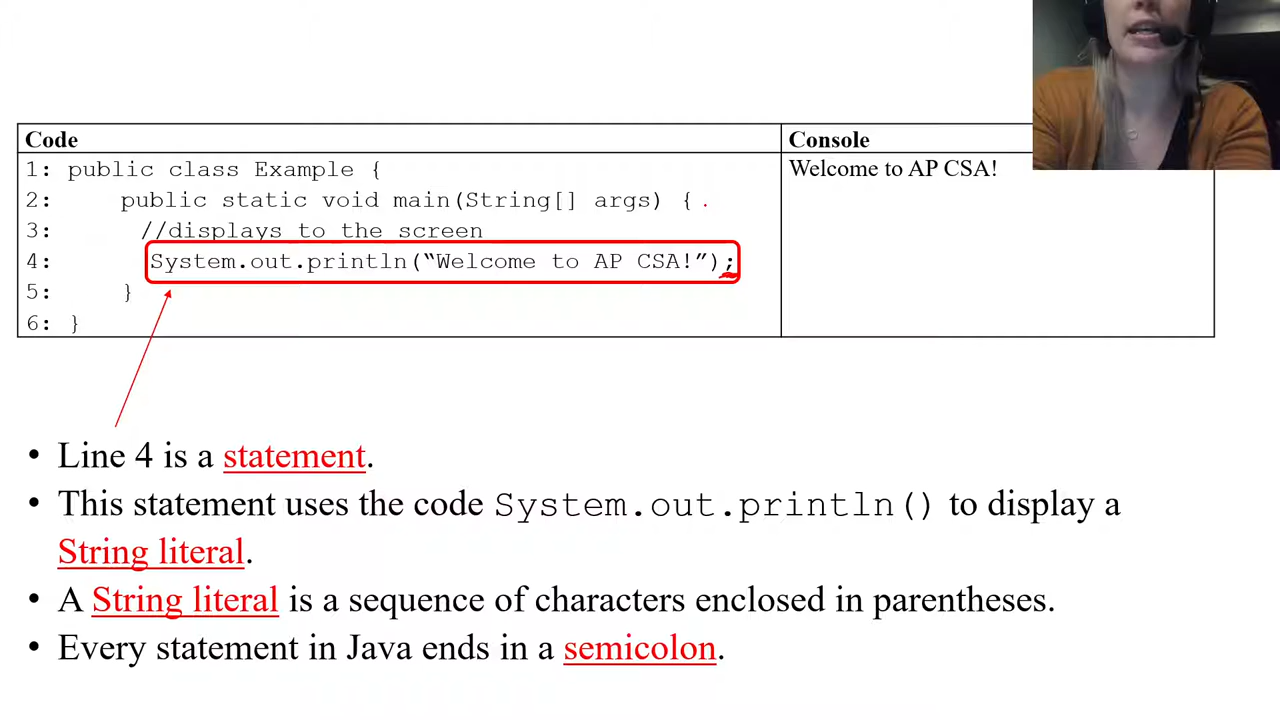 Code Console
1: public class Example { Welcome to AP CSA!
2: public static void main(String[] args) {
3: //displays to the screen
4: System.out.println(“Welcome to AP CSA!”);
5: }
6: }
• Line 4 is a statement.
• This statement uses the code System.out.println() to display a
String literal.
• A String literal is a sequence of characters enclosed in parentheses.
• Every statement in Java ends in a semicolon.